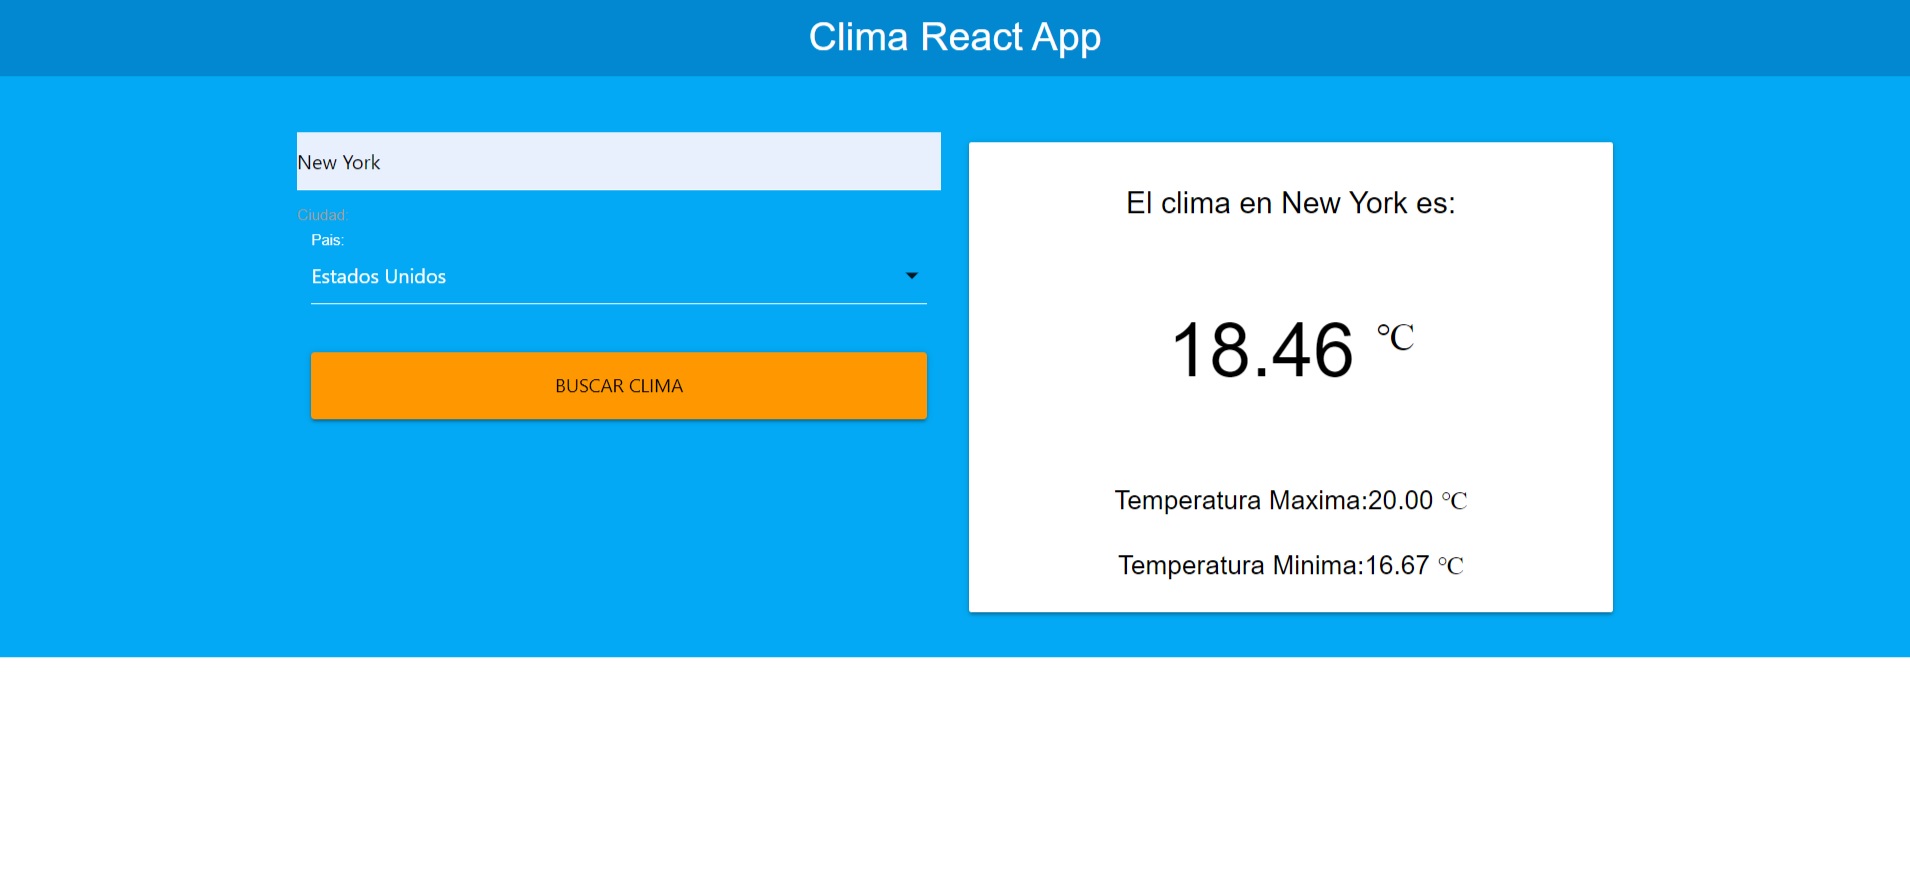 Clima React App
New York
Ciudad:
Pais:
Estados Unidos
BUSCAR CLIMA
El clima en New York es:
18.46 ℃
Temperatura Maxima:20.00 ℃
Temperatura Minima:16.67 ℃